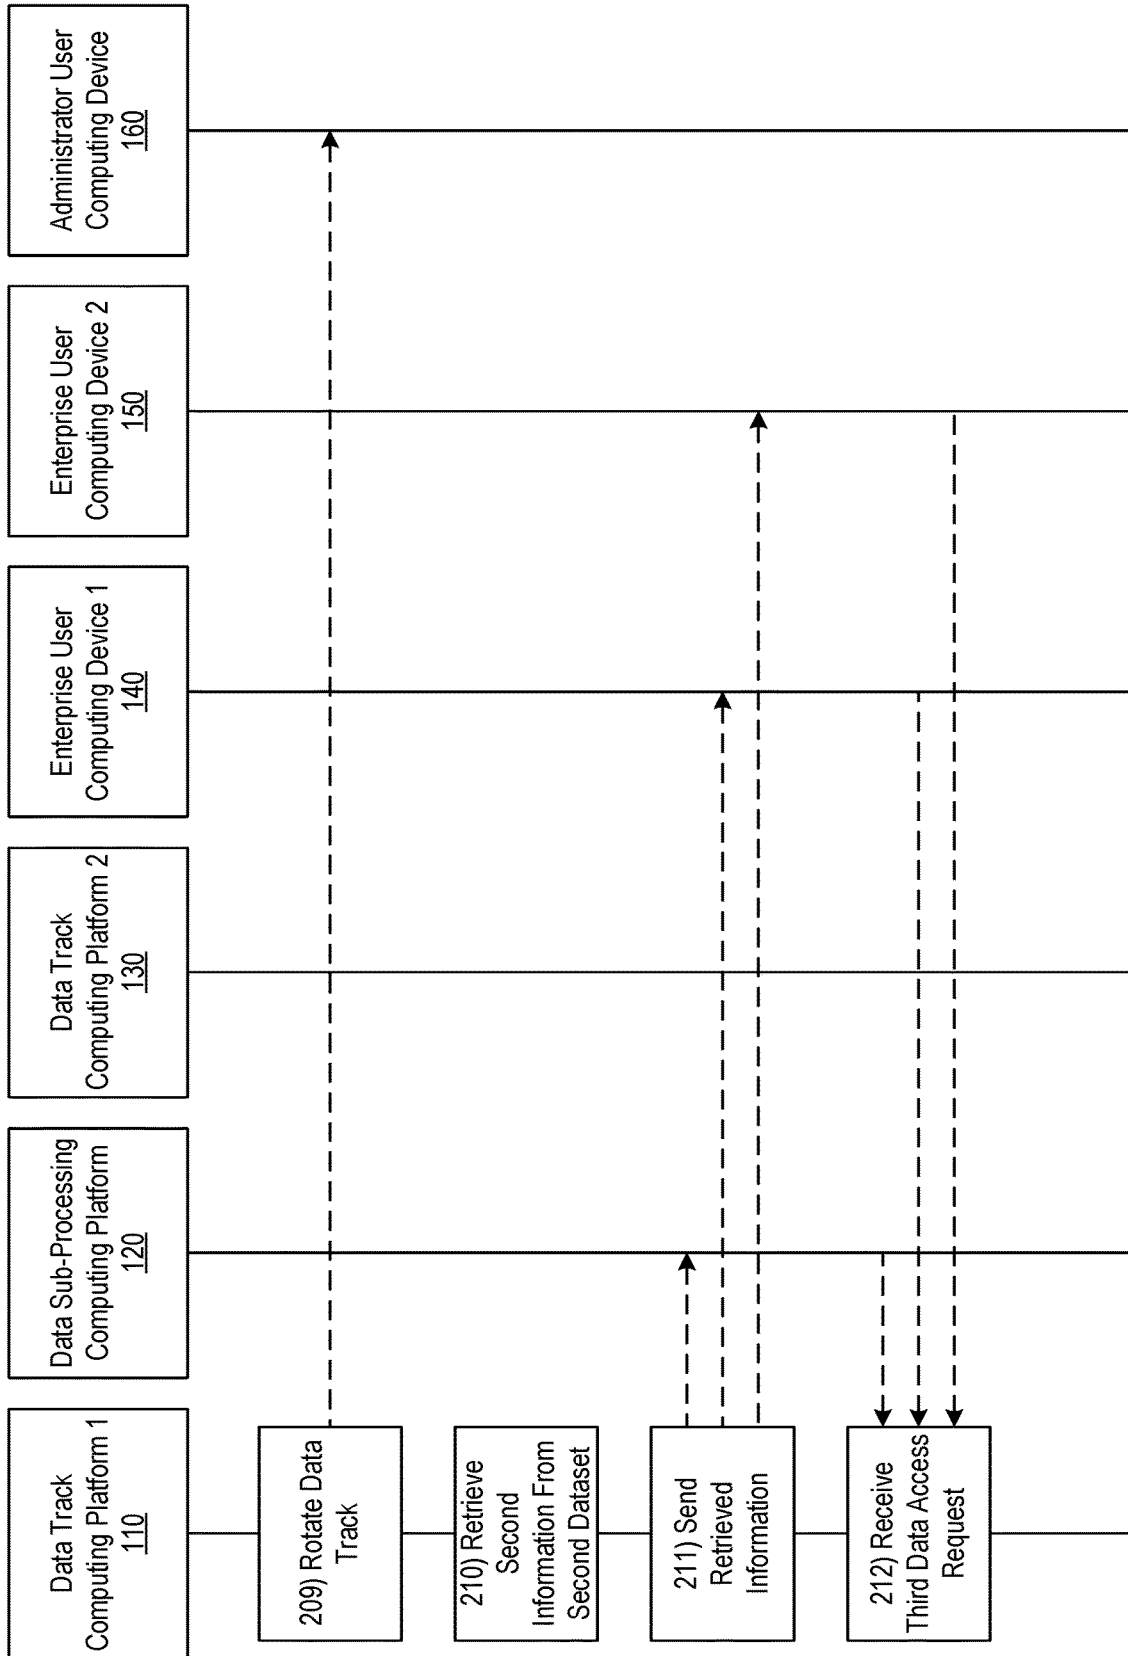 Data Track
Computing Platform 1
110
Data Sub-Processing
Computing Platform
120
Data Track
Computing Platform 2
130
Enterprise User
Computing Device 1
140
Enterprise User
Computing Device 2
150
Administrator User
Computing Device
160
209) Rotate Data
Track
210) Retrieve
Second
Information From
Second Dataset
211) Send
Retrieved
Information
212) Receive
Third Data Access
Request